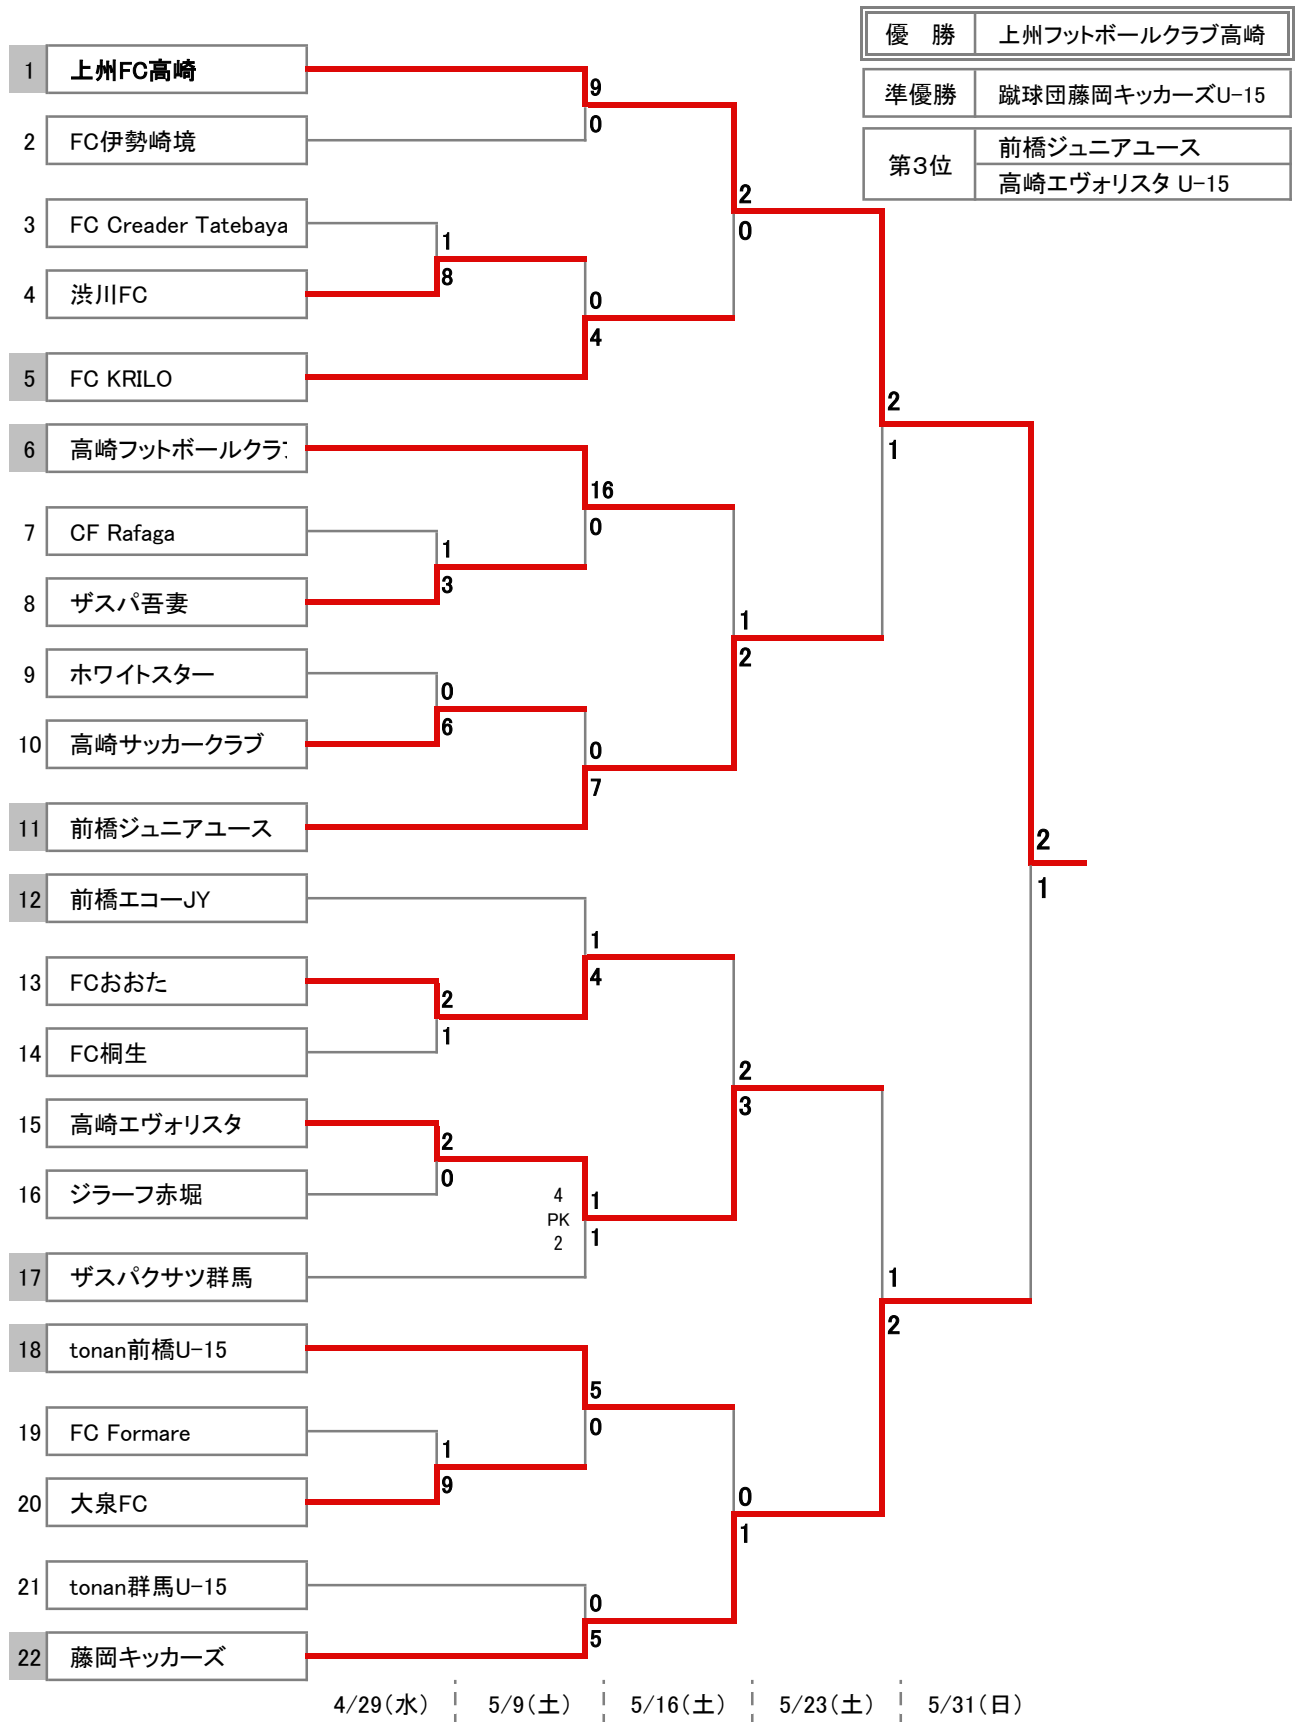 優　勝 上州フットボールクラブ高崎
準優勝 蹴球団藤岡キッカーズU-15
第3位 前橋ジュニアユース
高崎エヴォリスタ U-15
1 上州FC高崎
9
0
2 FC伊勢崎境
2
0
3 FC Creader Tatebaya
1
8
4 渋川FC
0
4
5 FC KRILO
2
1
6 高崎フットボールクラ
16
0
7 CF Rafaga
1
3
8 ザスパ吾妻
1
2
9 ホワイトスター
0
6
10 高崎サッカークラブ
0
7
11 前橋ジュニアユース
2
1
12 前橋エコーJY
1
4
13 FCおおた
2
1
14 FC桐生
2
3
15 高崎エヴォリスタ
2
0
16 ジラーフ赤堀
4
PK
2
1
1
17 ザスパクサツ群馬
1
2
18 tonan前橋U-15
5
0
19 FC Formare
1
9
20 大泉FC
0
1
21 tonan群馬U-15
0
5
22 藤岡キッカーズ
4/29(水) 5/9(土) 5/16(土) 5/23(土) 5/31(日)